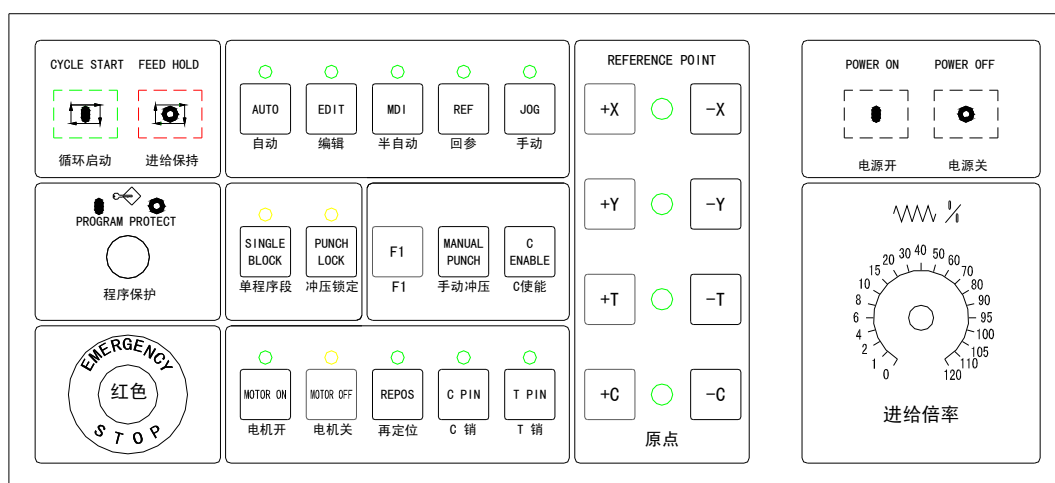 CYCLE START FEED HOLD
循环启动 进给保持
AUTO EDIT MDI REF JOG
自动 编辑 半自动 回参 手动
REFERENCE POINT
+X -X
+Y -Y
+T -T
+C -C
原点
POWER ON POWER OFF
电源开 电源关
PROGRAM PROTECT
程序保护
SINGLE BLOCK
PUNCH LOCK
F1
MANUAL PUNCH
C ENABLE
单程序段 冲压锁定 F1 手动冲压 C使能
%
0 1 2 4 6 8 10 15 20 30 40 50 60 70 80 90 95 100 105 110 120
进给倍率
EMERGENCY
红色
STOP
MOTOR ON MOTOR OFF REPOS C PIN T PIN
电机开 电机关 再定位 C 销 T 销